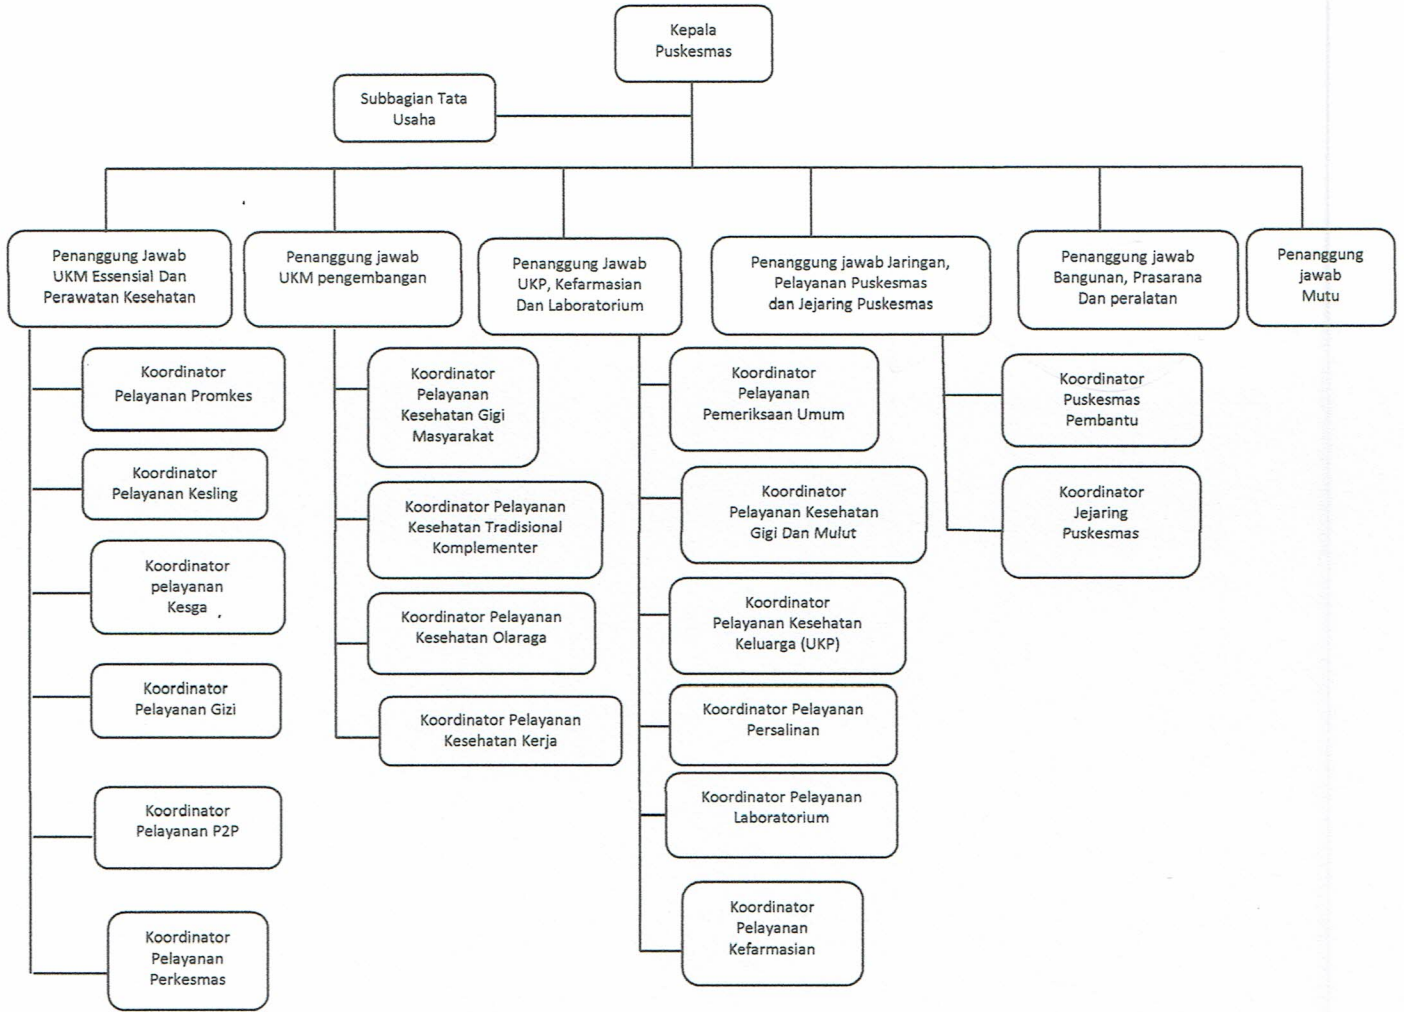 Kepala
Puskesmas
Subbagian Tata
Usaha
Penanggung Jawab
UKM Essensial Dan
Perawatan Kesehatan
Penanggung jawab
UKM pengembangan
Penanggung Jawab
UKP, Kefarmasian
Dan Laboratorium
Penanggung jawab Jaringan,
Pelayanan Puskesmas
dan Jejaring Puskesmas
Penanggung jawab
Bangunan, Prasarana
Dan peralatan
Penanggung
jawab
Mutu
Koordinator
Pelayanan Promkes
Koordinator
Pelayanan Kesling
Koordinator
pelayanan
Kesga
Koordinator
Pelayanan Gizi
Koordinator
Pelayanan P2P
Koordinator
Pelayanan
Perkesmas
Koordinator
Pelayanan
Kesehatan Gigi
Masyarakat
Koordinator Pelayanan
Kesehatan Tradisional
Komplementer
Koordinator Pelayanan
Kesehatan Olaraga
Koordinator Pelayanan
Kesehatan Kerja
Koordinator
Pelayanan
Pemeriksaan Umum
Koordinator
Pelayanan Kesehatan
Gigi Dan Mulut
Koordinator
Pelayanan Kesehatan
Keluarga (UKP)
Koordinator Pelayanan
Persalinan
Koordinator Pelayanan
Laboratorium
Koordinator
Pelayanan
Kefarmasian
Koordinator
Puskesmas
Pembantu
Koordinator
Jejaring
Puskesmas